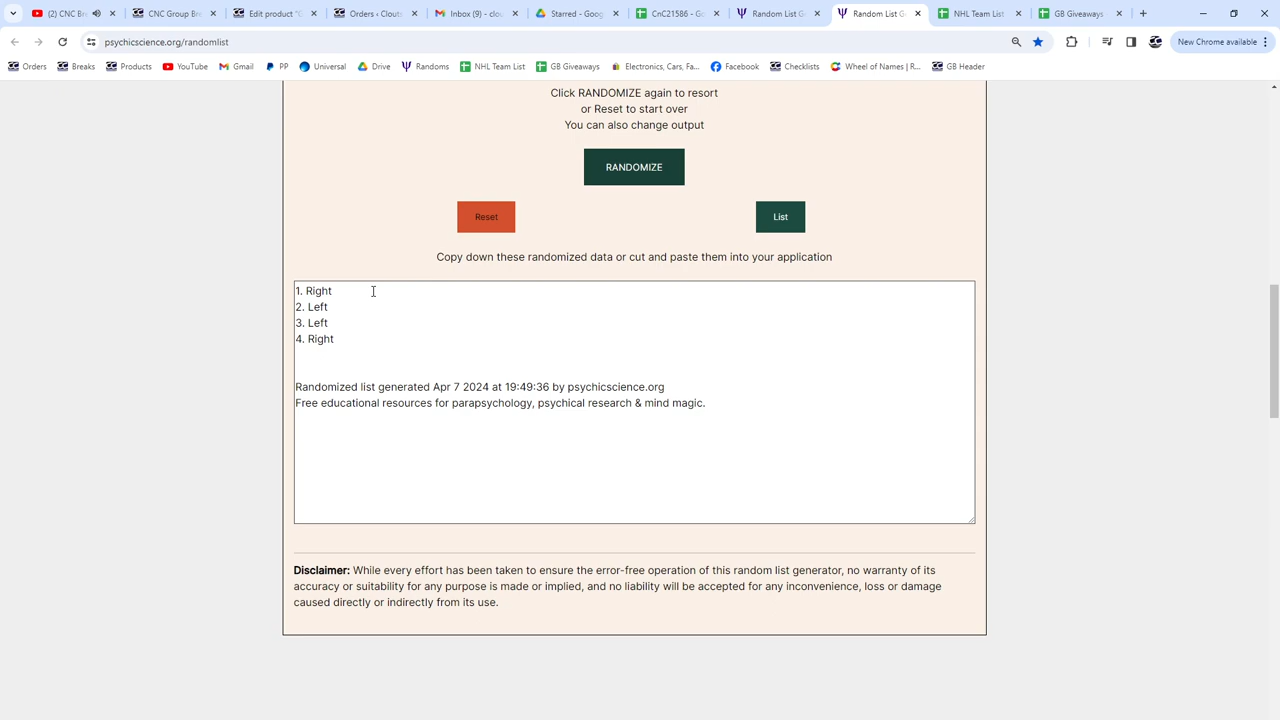 (2) CNC Bre
CNC Group Bre
Edit product "G
Orders ‹ Clouts
Inbox (9) - clou
Starred - Goog
CnC21586 - Go
Random List Ge
Random List Ge
NHL Team List
GB Giveaways
psychicscience.org/randomlist
New Chrome available
Orders
Breaks
Products
YouTube
Gmail
PP
Universal
Drive
Randoms
NHL Team List
GB Giveaways
Electronics, Cars, Fa...
Facebook
Checklists
Wheel of Names | R...
GB Header
Click RANDOMIZE again to resort
or Reset to start over
You can also change output
RANDOMIZE
Reset
List
Copy down these randomized data or cut and paste them into your application
1. Right
2. Left
3. Left
4. Right
Randomized list generated Apr 7 2024 at 19:49:36 by psychicscience.org
Free educational resources for parapsychology, psychical research & mind magic.
Disclaimer: While every effort has been taken to ensure the error-free operation of this random list generator, no warranty of its
accuracy or suitability for any purpose is made or implied, and no liability will be accepted for any inconvenience, loss or damage
caused directly or indirectly from its use.